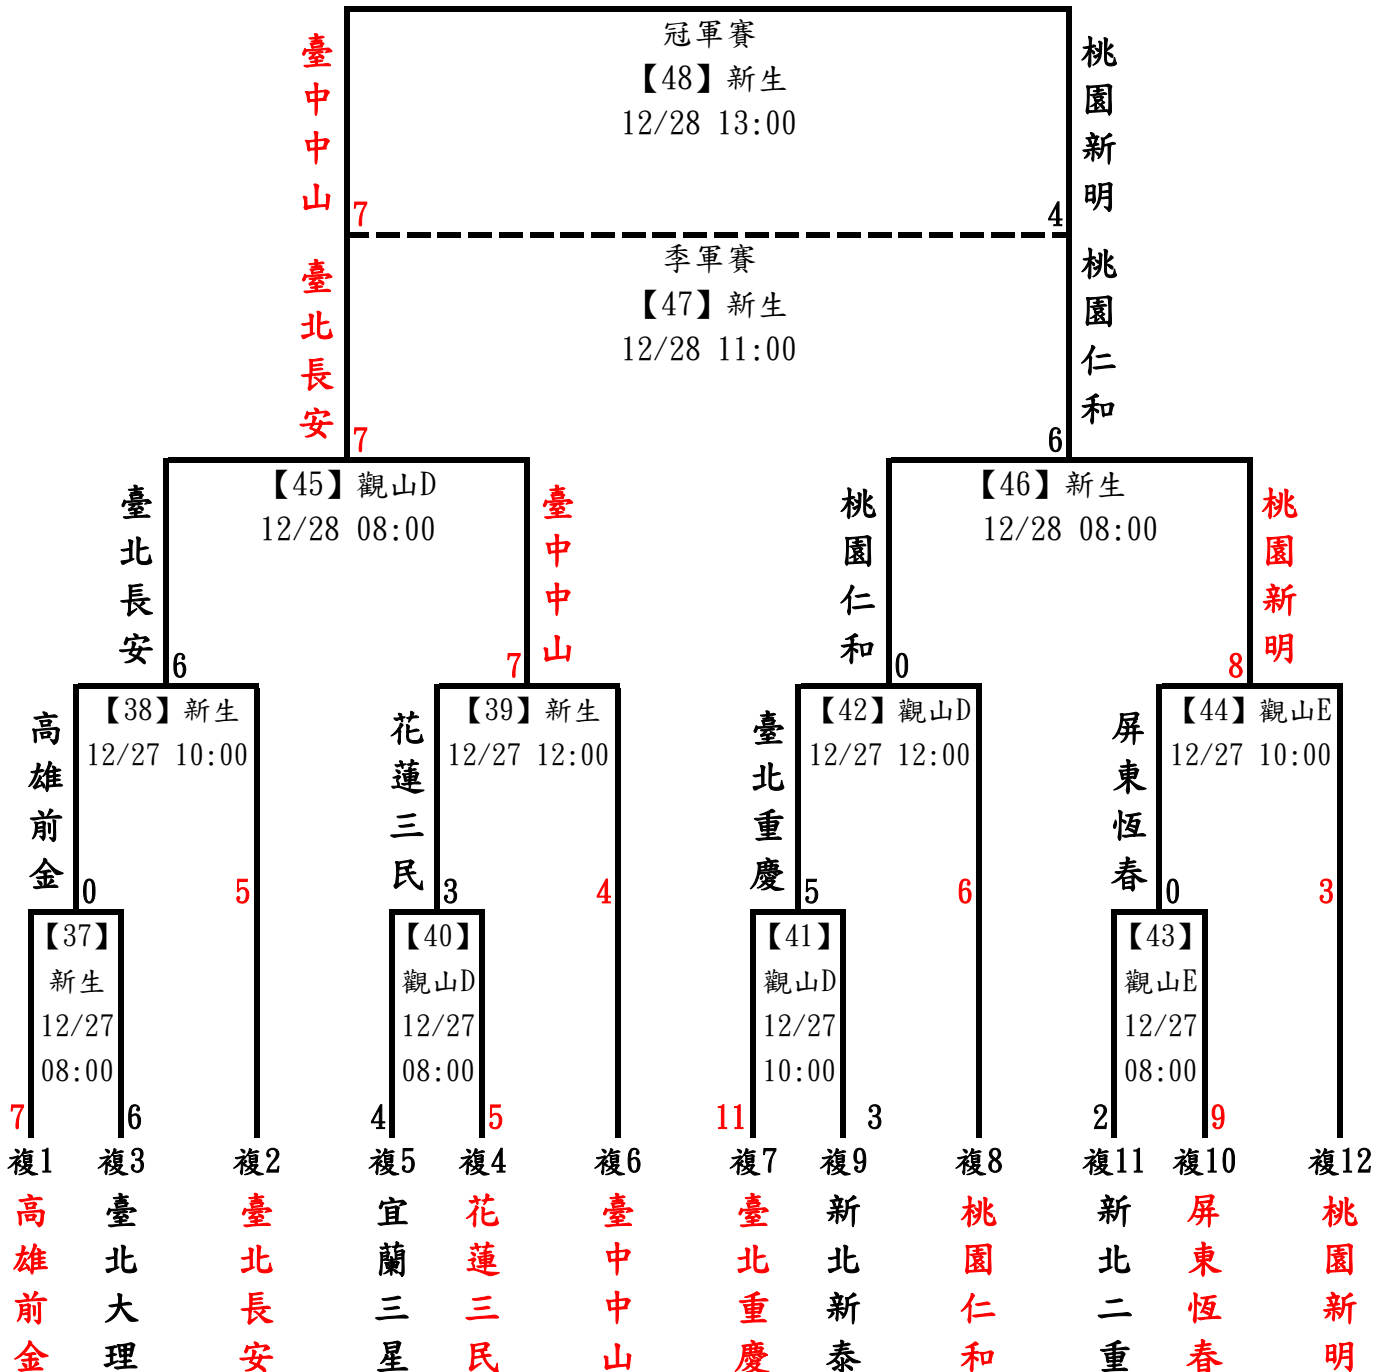 冠軍賽
【48】新生
12/28 13:00
臺中中山
7
桃園新明
4
季軍賽
【47】新生
12/28 11:00
臺北長安
7
桃園仁和
6
【45】觀山D
12/28 08:00
臺北長安
6
臺中中山
7
【46】新生
12/28 08:00
桃園仁和
0
桃園新明
8
【38】新生
12/27 10:00
高雄前金
0
5
【39】新生
12/27 12:00
花蓮三民
3
4
【42】觀山D
12/27 12:00
臺北重慶
5
6
【44】觀山E
12/27 10:00
屏東恆春
0
3
【37】
新生
12/27
08:00
7
6
【40】
觀山D
12/27
08:00
4
5
【41】
觀山D
12/27
10:00
11
3
【43】
觀山E
12/27
08:00
2
9
複1
複3
複2
複5
複4
複6
複7
複9
複8
複11
複10
複12
高雄前金
臺北大理
臺北長安
宜蘭三星
花蓮三民
臺中中山
臺北重慶
新北新泰
桃園仁和
新北二重
屏東恆春
桃園新明